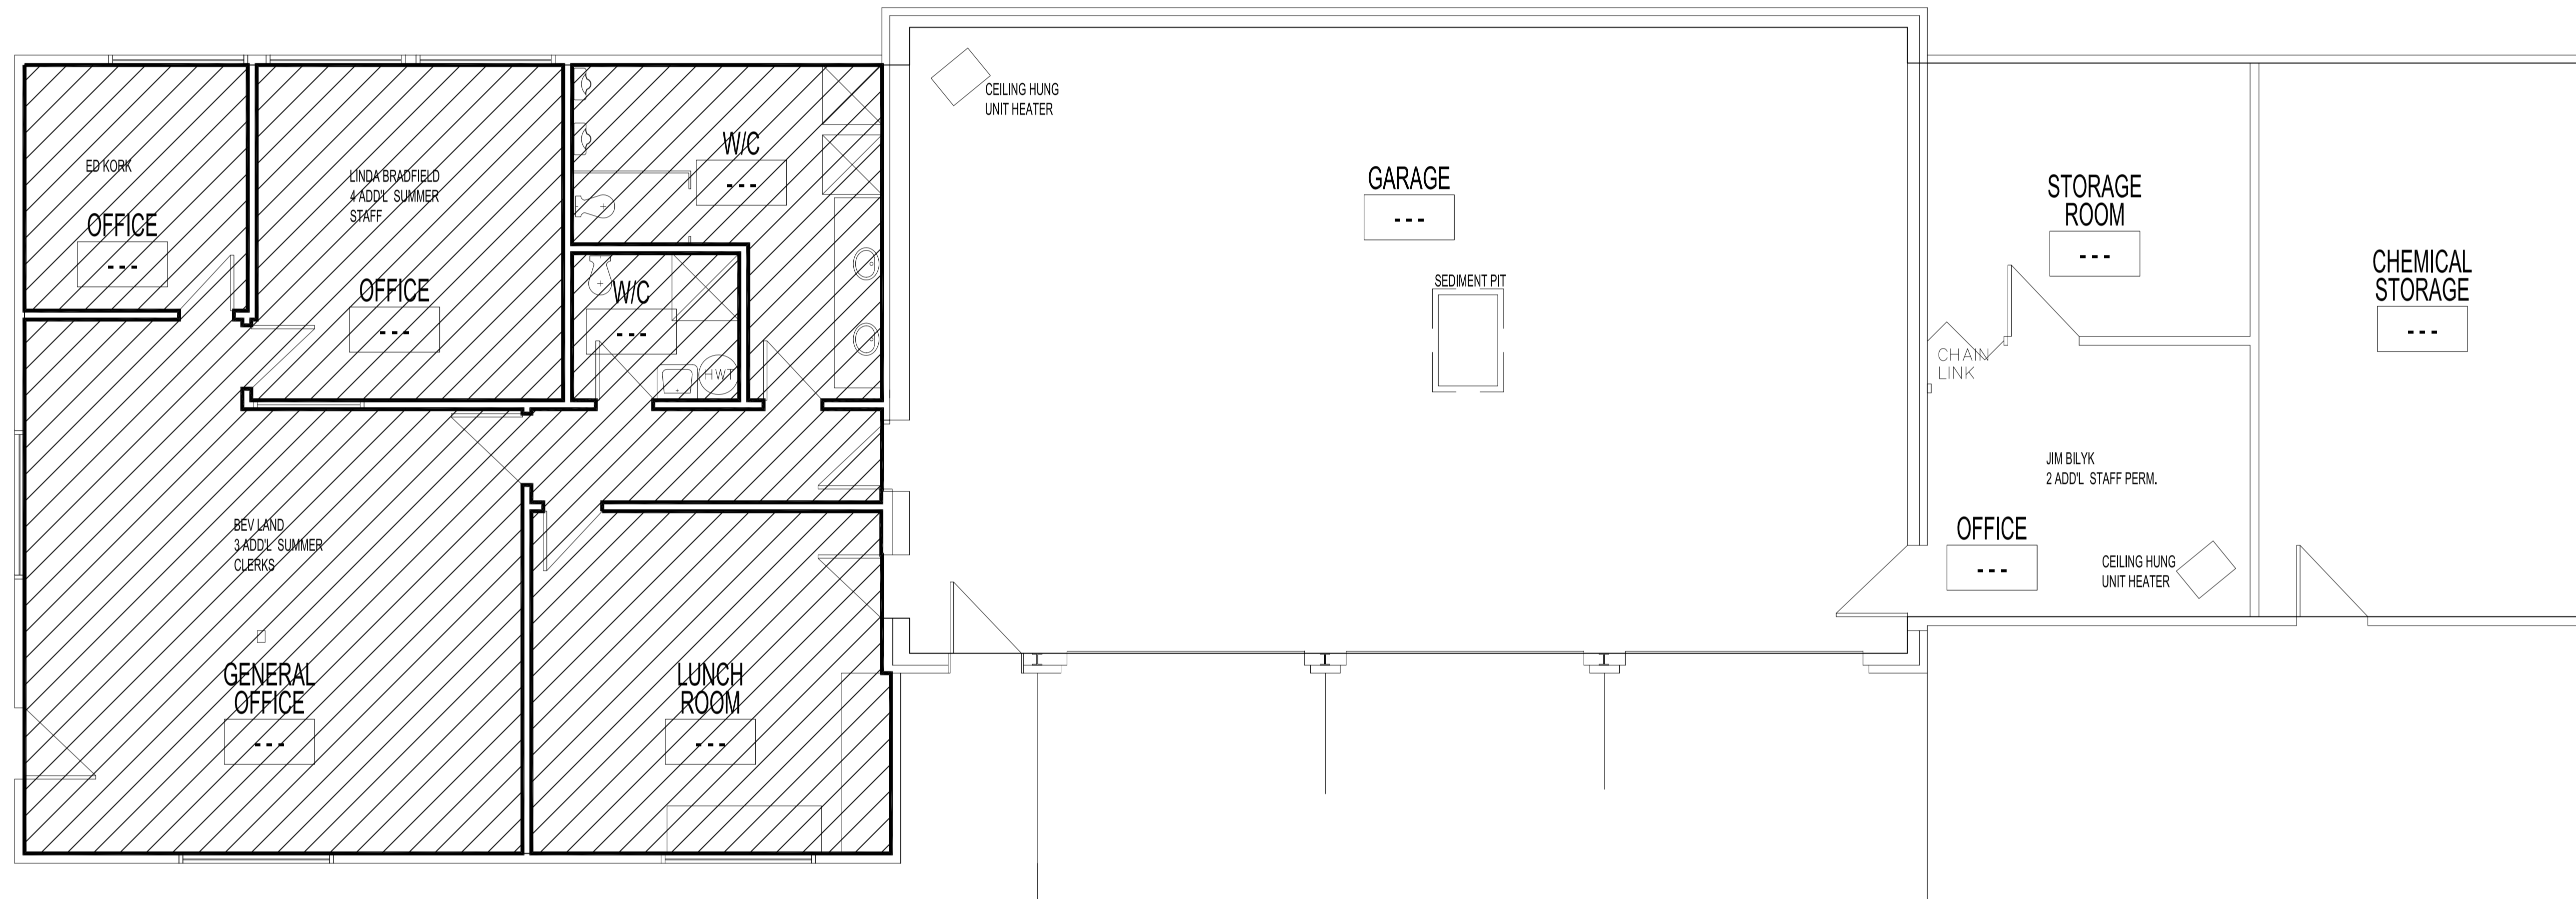 ED KORK
OFFICE
- - -
LINDA BRADFIELD
4 ADD'L SUMMER
STAFF
OFFICE
- - -
W/C
- - -
W/C
- - -
HWT
BEV LAND
3 ADD'L SUMMER
CLERKS
GENERAL
OFFICE
- - -
LUNCH
ROOM
- - -
CEILING HUNG
UNIT HEATER
GARAGE
- - -
SEDIMENT PIT
STORAGE
ROOM
- - -
CHAIN
LINK
JIM BILYK
2 ADD'L STAFF PERM.
OFFICE
- - -
CEILING HUNG
UNIT HEATER
CHEMICAL
STORAGE
- - -